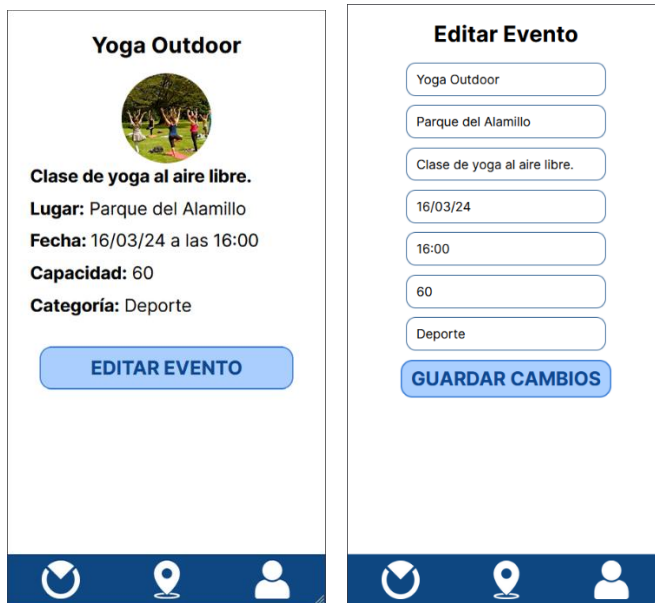 Yoga Outdoor
Clase de yoga al aire libre.
Lugar: Parque del Alamillo
Fecha: 16/03/24 a las 16:00
Capacidad: 60
Categoría: Deporte
EDITAR EVENTO
Editar Evento
Yoga Outdoor
Parque del Alamillo
Clase de yoga al aire libre.
16/03/24
16:00
60
Deporte
GUARDAR CAMBIOS